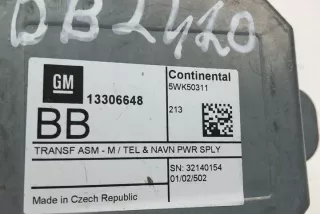 BB2420
GM
13306648
BB
Continental
5WK50311
213
TRANSF ASM - M / TEL & NAVN PWR SPLY
SN: 32140154
01/02/502
Made in Czech Republic